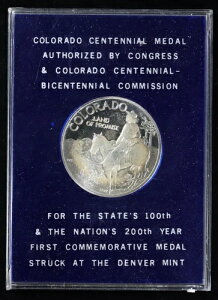 COLORADO CENTENNIAL MEDAL
AUTHORIZED BY CONGRESS
& COLORADO CENTENNIAL-
BICENTENNIAL COMMISSION
COLORADO
LAND
OF PROMISE
FOR THE STATE'S 100th
& THE NATION'S 200th YEAR
FIRST COMMEMORATIVE MEDAL
STRUCK AT THE DENVER MINT